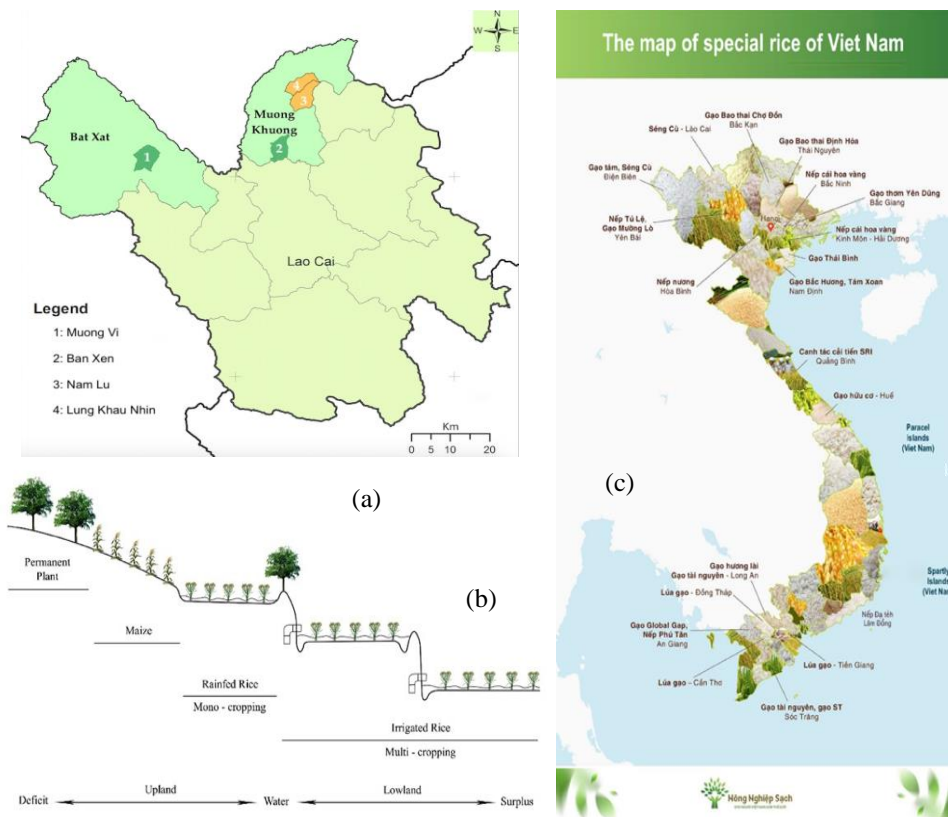 N
W
E
S
4
3
Muong
Khuong
Bat Xat
1
2
Lao Cai
Legend
1: Muong Vi
2: Ban Xen
3: Nam Lu
4: Lung Khau Nhin
Km
0 5 10 20
(a)
Permanent
Plant
Maize
Rainfed Rice
Mono - cropping
Irrigated Rice
Multi - cropping
Deficit
Upland
Water
Lowland
Surplus
(b)
The map of special rice of Viet Nam
Gạo Bao thai Chợ Đồn
Bắc Kạn
Séng Cù - Lào Cai
Gạo Bao thai Định Hóa
Thái Nguyên
Gạo tám, Séng Cù
Điện Biên
Nếp cái hoa vàng
Bắc Ninh
Gạo thơm Yên Dũng
Bắc Giang
Hanoi
Nếp Tú Lệ,
Gạo Mường Lò
Yên Bái
Nếp cái hoa vàng
Kinh Môn - Hải Dương
Gạo Thái Bình
Nếp nương
Hòa Bình
Gạo Bắc Hương, Tám Xoan
Nam Định
Canh tác cải tiến SRI
Quảng Bình
Gạo hữu cơ - Huế
Paracel
islands
(Viet Nam)
(c)
Gạo hương lài
Gạo tài nguyên - Long An
Lúa gạo - Đồng Tháp
Spartly
Islands
(Viet Nam
Gạo Global Gap,
Nếp Phú Tân
An Giang
Nếp Đạ tẻh
Lâm Đồng
Lúa gạo - Tiền Giang
Lúa gạo - Cần Thơ
Gạo tài nguyên, gạo ST
Sóc Trăng
Nông Nghiệp Sạch